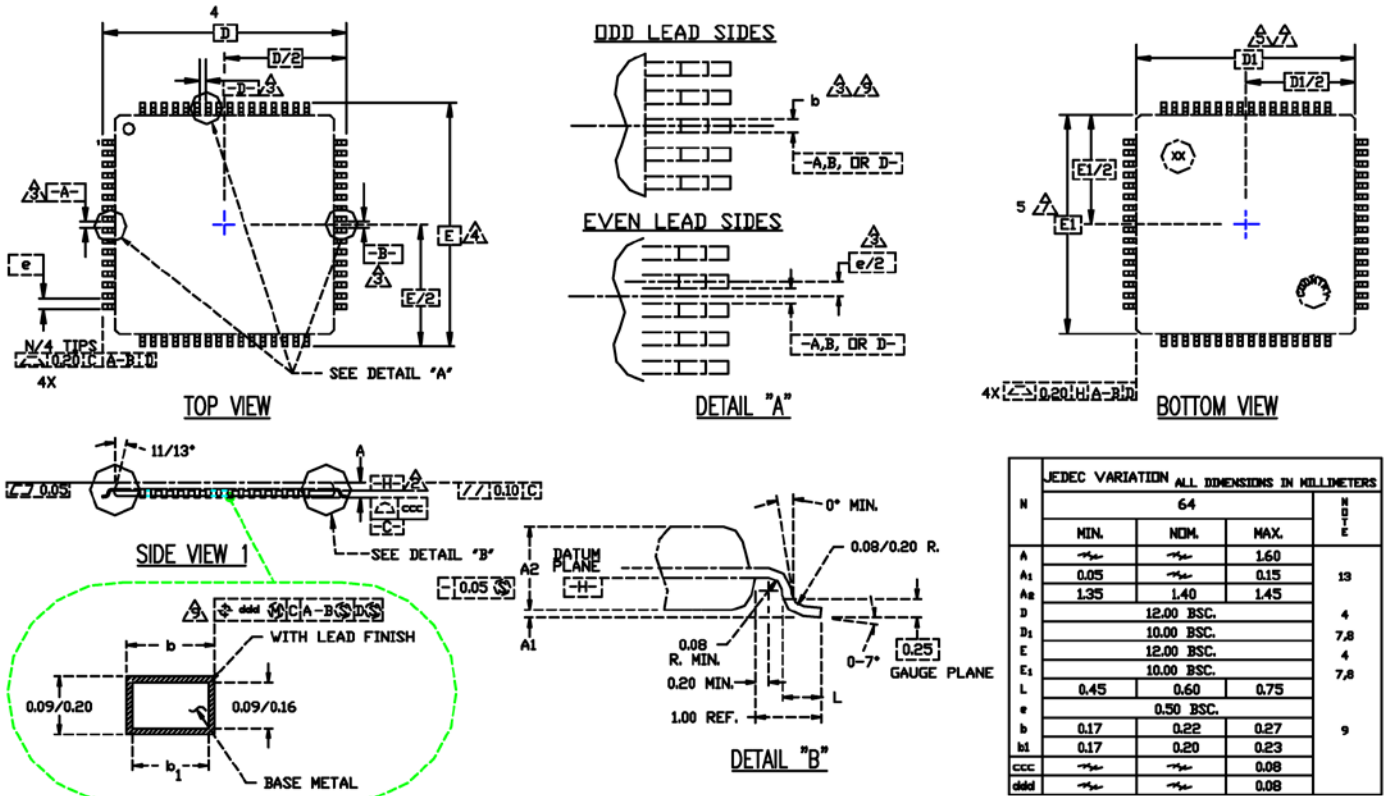 4
D
D/2
-D- 3
1
3 -A-
-B-
3
E 4
E/2
e
N/4 TIPS
0.20 C A-B D
4X
SEE DETAIL "A"
TOP VIEW
ODD LEAD SIDES
b 3 9
-A,B, OR D-
EVEN LEAD SIDES
3
e/2
-A,B, OR D-
DETAIL "A"
5 7
D1
D1/2
XX
E1/2
5 7
E1
COUNTRY
4X 0.20 H A-B D
BOTTOM VIEW
11/13°
A
0.05
-H- 2
// 0.10 C
ccc
-C-
SEE DETAIL "B"
SIDE VIEW 1
9 ddd M C A-B S D S
WITH LEAD FINISH
b
0.09/0.20
0.09/0.16
b1
BASE METAL
0° MIN.
0.08/0.20 R.
A2
DATUM
PLANE
-H-
0.05 S
A1
0.08
R. MIN.
0.20 MIN.
0-7°
0.25
GAUGE PLANE
L
1.00 REF.
DETAIL "B"
JEDEC VARIATION ALL DIMENSIONS IN MILLIMETERS
N 64 NOTE
MIN. NOM. MAX.
A 1.60
A1 0.05 0.15 13
A2 1.35 1.40 1.45
D 12.00 BSC. 4
D1 10.00 BSC. 7,8
E 12.00 BSC. 4
E1 10.00 BSC. 7,8
L 0.45 0.60 0.75
e 0.50 BSC.
b 0.17 0.22 0.27 9
b1 0.17 0.20 0.23
ccc 0.08
ddd 0.08